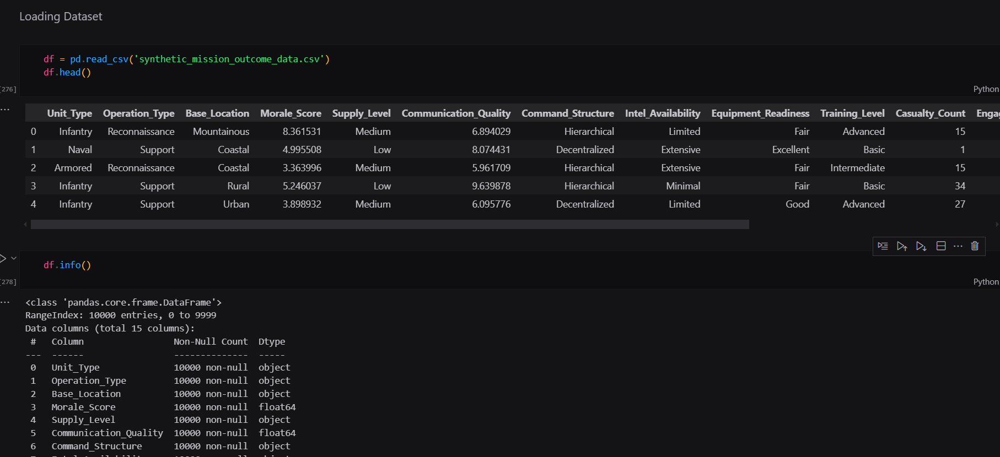 Loading Dataset
df = pd.read_csv('synthetic_mission_outcome_data.csv')
df.head()
[276]
Python
Unit_Type Operation_Type Base_Location Morale_Score Supply_Level Communication_Quality Command_Structure Intel_Availability Equipment_Readiness Training_Level Casualty_Count Engag
0 Infantry Reconnaissance Mountainous 8.361531 Medium 6.894029 Hierarchical Limited Fair Advanced 15
1 Naval Support Coastal 4.995508 Low 8.074431 Decentralized Extensive Excellent Basic 1
2 Armored Reconnaissance Coastal 3.363996 Medium 5.961709 Hierarchical Extensive Fair Intermediate 15
3 Infantry Support Rural 5.246037 Low 9.639878 Hierarchical Minimal Fair Basic 34
4 Infantry Support Urban 3.898932 Medium 6.095776 Decentralized Limited Good Advanced 27
df.info()
[278]
Python
<class 'pandas.core.frame.DataFrame'>
RangeIndex: 10000 entries, 0 to 9999
Data columns (total 15 columns):
# Column Non-Null Count Dtype
--- ------ -------------- -----
0 Unit_Type 10000 non-null object
1 Operation_Type 10000 non-null object
2 Base_Location 10000 non-null object
3 Morale_Score 10000 non-null float64
4 Supply_Level 10000 non-null object
5 Communication_Quality 10000 non-null float64
6 Command_Structure 10000 non-null object